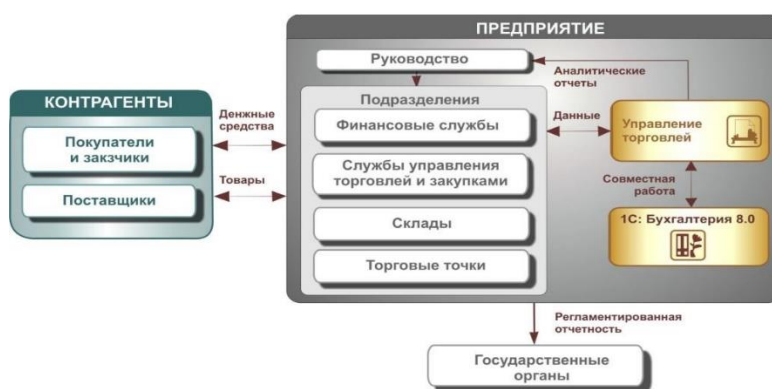 ПРЕДПРИЯТИЕ
Руководство
Аналитические
отчеты
Подразделения
КОНТРАГЕНТЫ
Денжные
средства
Финансовые службы
Данные
Управление
торговлей
Покупатели
и закзчики
Службы управления
торговлей и закупками
Товары
Совместная
работа
Поставщики
Склады
1С: Бухгалтерия 8.0
Торговые точки
Регламентированная
отчетность
Государственные
органы